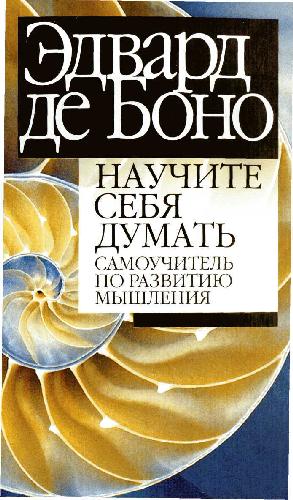 Эдвард
де Боно
НАУЧИТЕ
СЕБЯ
ДУМАТЬ
САМОУЧИТЕЛЬ
ПО РАЗВИТИЮ
МЫШЛЕНИЯ